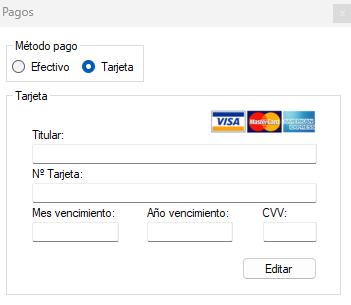 Pagos
Método pago
Efectivo
Tarjeta
Tarjeta
VISA MasterCard AMERICAN EXPRESS
Titular:
Nº Tarjeta:
Mes vencimiento: Año vencimiento: CVV:
Editar